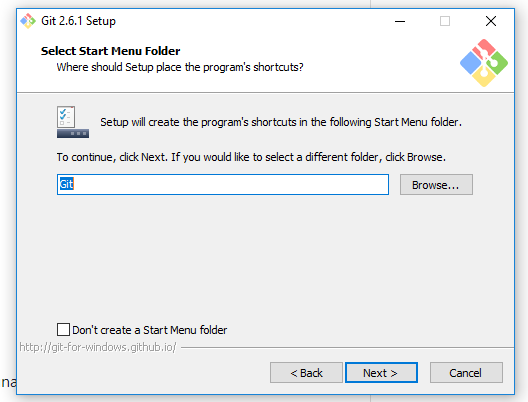 Git 2.6.1 Setup
Select Start Menu Folder
Where should Setup place the program's shortcuts?
Setup will create the program's shortcuts in the following Start Menu folder.
To continue, click Next. If you would like to select a different folder, click Browse.
Git
Browse...
Don't create a Start Menu folder
http://git-for-windows.github.io/
< Back
Next >
Cancel
na